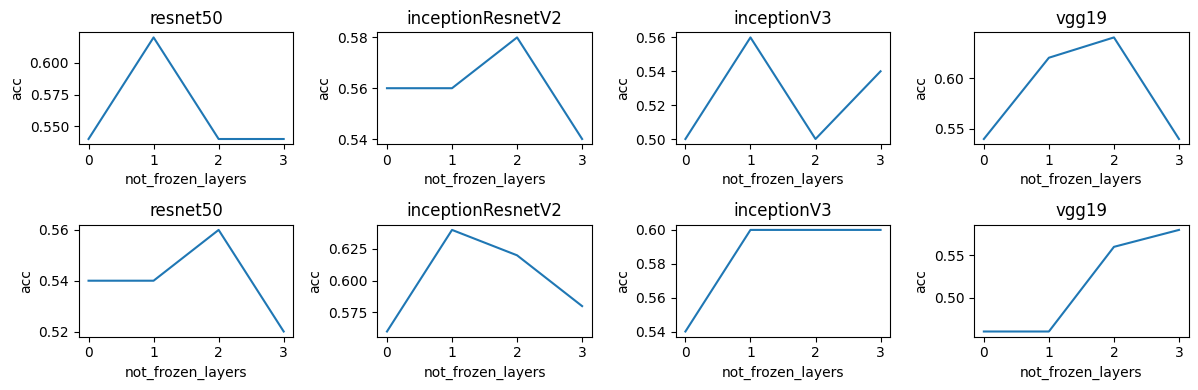 resnet50
inceptionResnetV2
inceptionV3
vgg19
acc
0.600
0.575
0.550
0 1 2 3
not_frozen_layers
acc
0.58
0.56
0.54
0 1 2 3
not_frozen_layers
acc
0.56
0.54
0.52
0.50
0 1 2 3
not_frozen_layers
acc
0.60
0.55
0 1 2 3
not_frozen_layers
resnet50
inceptionResnetV2
inceptionV3
vgg19
acc
0.56
0.54
0.52
0 1 2 3
not_frozen_layers
acc
0.625
0.600
0.575
0 1 2 3
not_frozen_layers
acc
0.60
0.58
0.56
0.54
0 1 2 3
not_frozen_layers
acc
0.55
0.50
0 1 2 3
not_frozen_layers